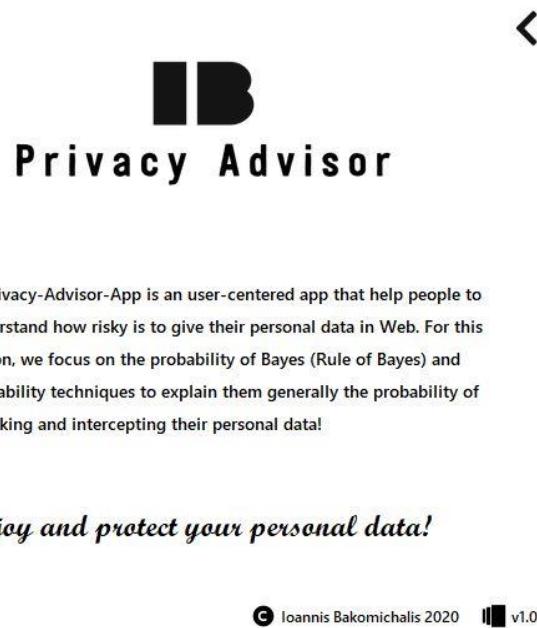 IB
Privacy Advisor
ivacy-Advisor-App is an user-centered app that help people to
rstand how risky is to give their personal data in Web. For this
on, we focus on the probability of Bayes (Rule of Bayes) and
ability techniques to explain them generally the probability of
king and intercepting their personal data!
joy and protect your personal data!
C Ioannis Bakomichalis 2020 v1.0